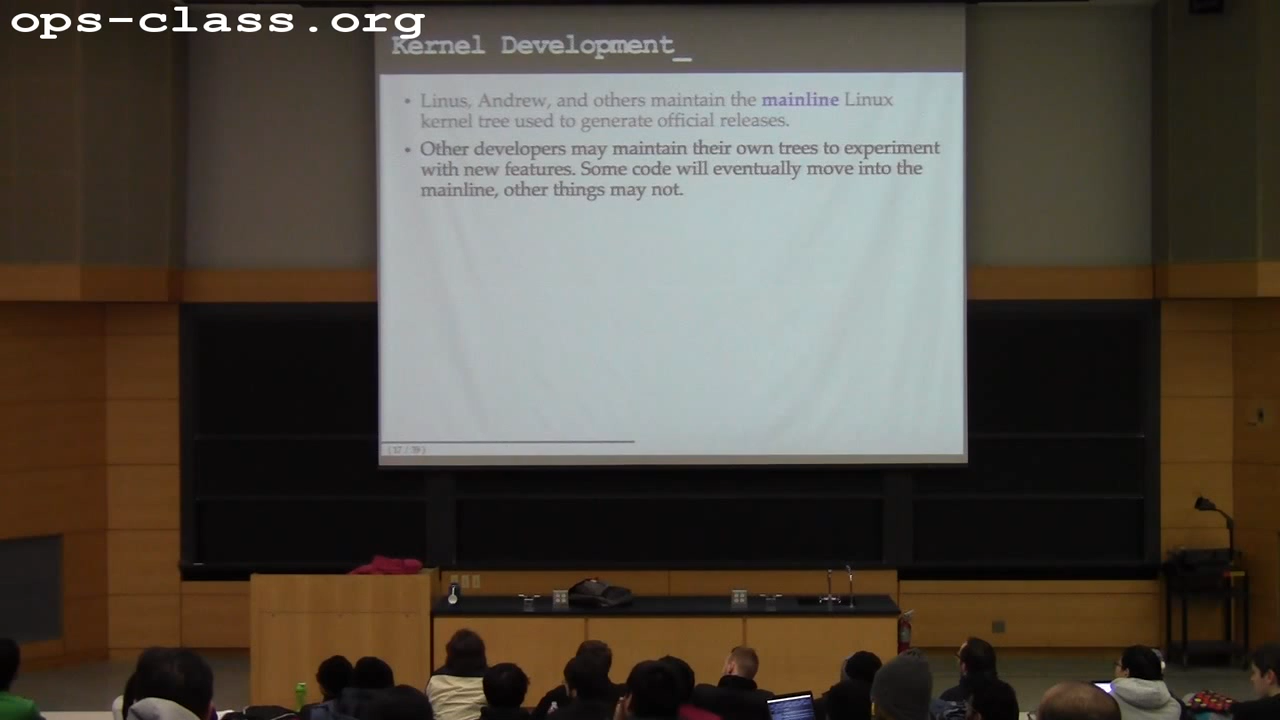 ops-class.org
Kernel Development_
• Linus, Andrew, and others maintain the mainline Linux
kernel tree used to generate official releases.
• Other developers may maintain their own trees to experiment
with new features. Some code will eventually move into the
mainline, other things may not.